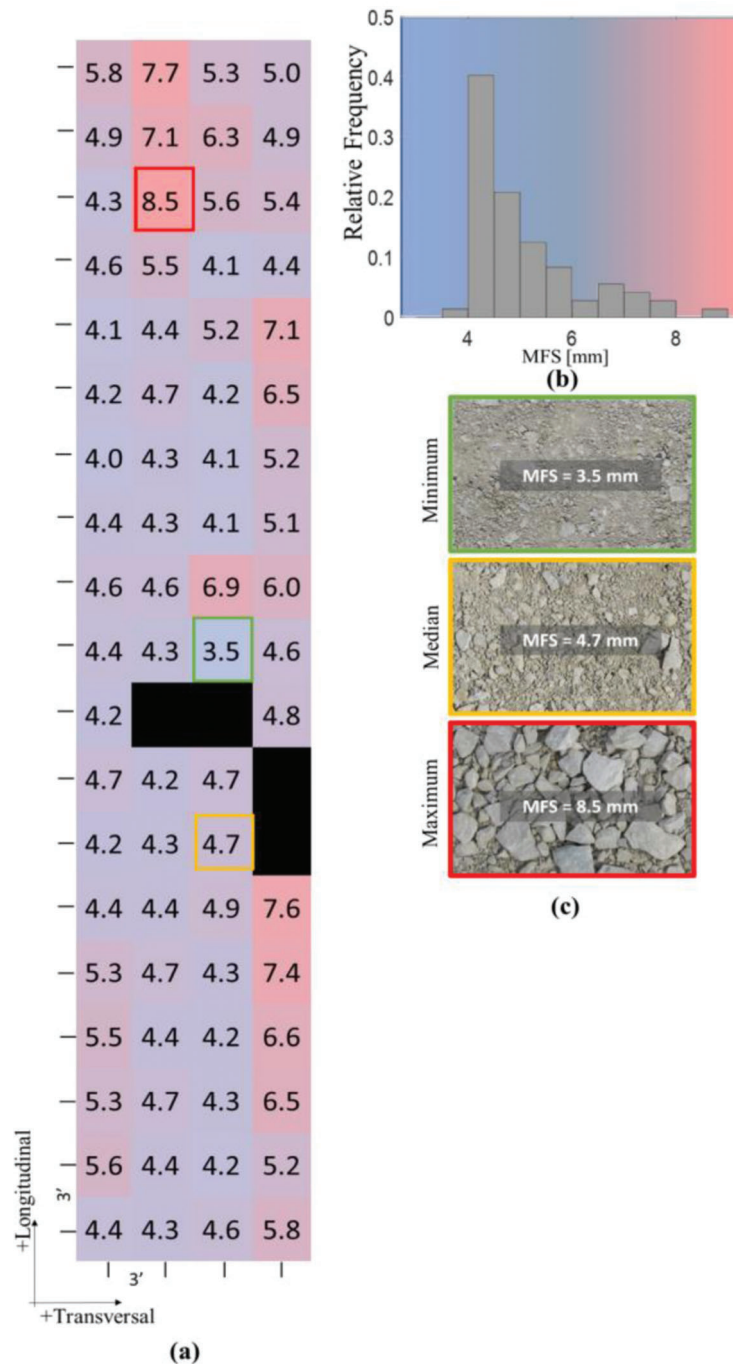 5.8 7.7 5.3 5.0
4.9 7.1 6.3 4.9
4.3 8.5 5.6 5.4
4.6 5.5 4.1 4.4
4.1 4.4 5.2 7.1
4.2 4.7 4.2 6.5
4.0 4.3 4.1 5.2
4.4 4.3 4.1 5.1
4.6 4.6 6.9 6.0
4.4 4.3 3.5 4.6
4.2 4.8
4.7 4.2 4.7
4.2 4.3 4.7
4.4 4.4 4.9 7.6
5.3 4.7 4.3 7.4
5.5 4.4 4.2 6.6
5.3 4.7 4.3 6.5
5.6 4.4 4.2 5.2
4.4 4.3 4.6 5.8
3'
3'
+Longitudinal
+Transversal
(a)
Relative Frequency
0.5
0.4
0.3
0.2
0.1
0
4 6 8
MFS [mm]
(b)
Minimum
MFS = 3.5 mm
Median
MFS = 4.7 mm
Maximum
MFS = 8.5 mm
(c)